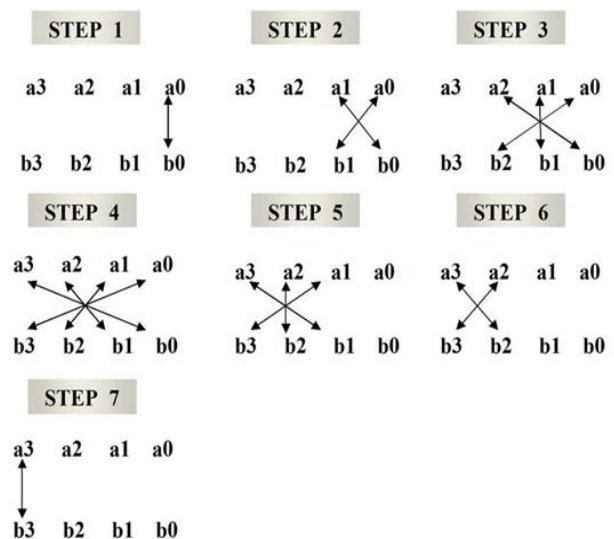 STEP 1
a3 a2 a1 a0
b3 b2 b1 b0
STEP 2
a3 a2 a1 a0
b3 b2 b1 b0
STEP 3
a3 a2 a1 a0
b3 b2 b1 b0
STEP 4
a3 a2 a1 a0
b3 b2 b1 b0
STEP 5
a3 a2 a1 a0
b3 b2 b1 b0
STEP 6
a3 a2 a1 a0
b3 b2 b1 b0
STEP 7
a3 a2 a1 a0
b3 b2 b1 b0